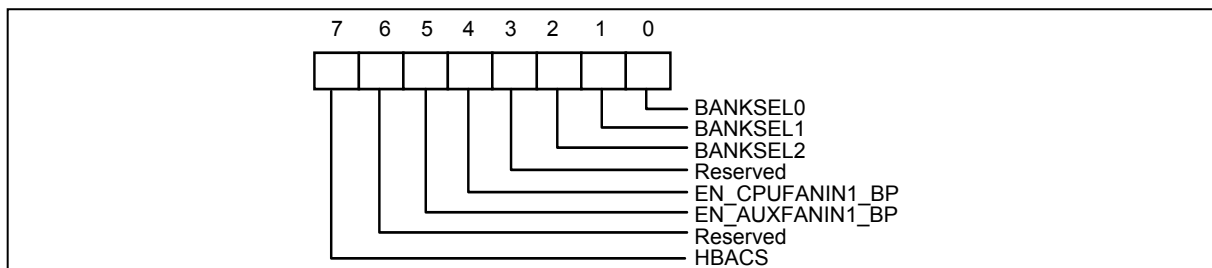 7 6 5 4 3 2 1 0
BANKSEL0
BANKSEL1
BANKSEL2
Reserved
EN_CPUFANIN1_BP
EN_AUXFANIN1_BP
Reserved
HBACS